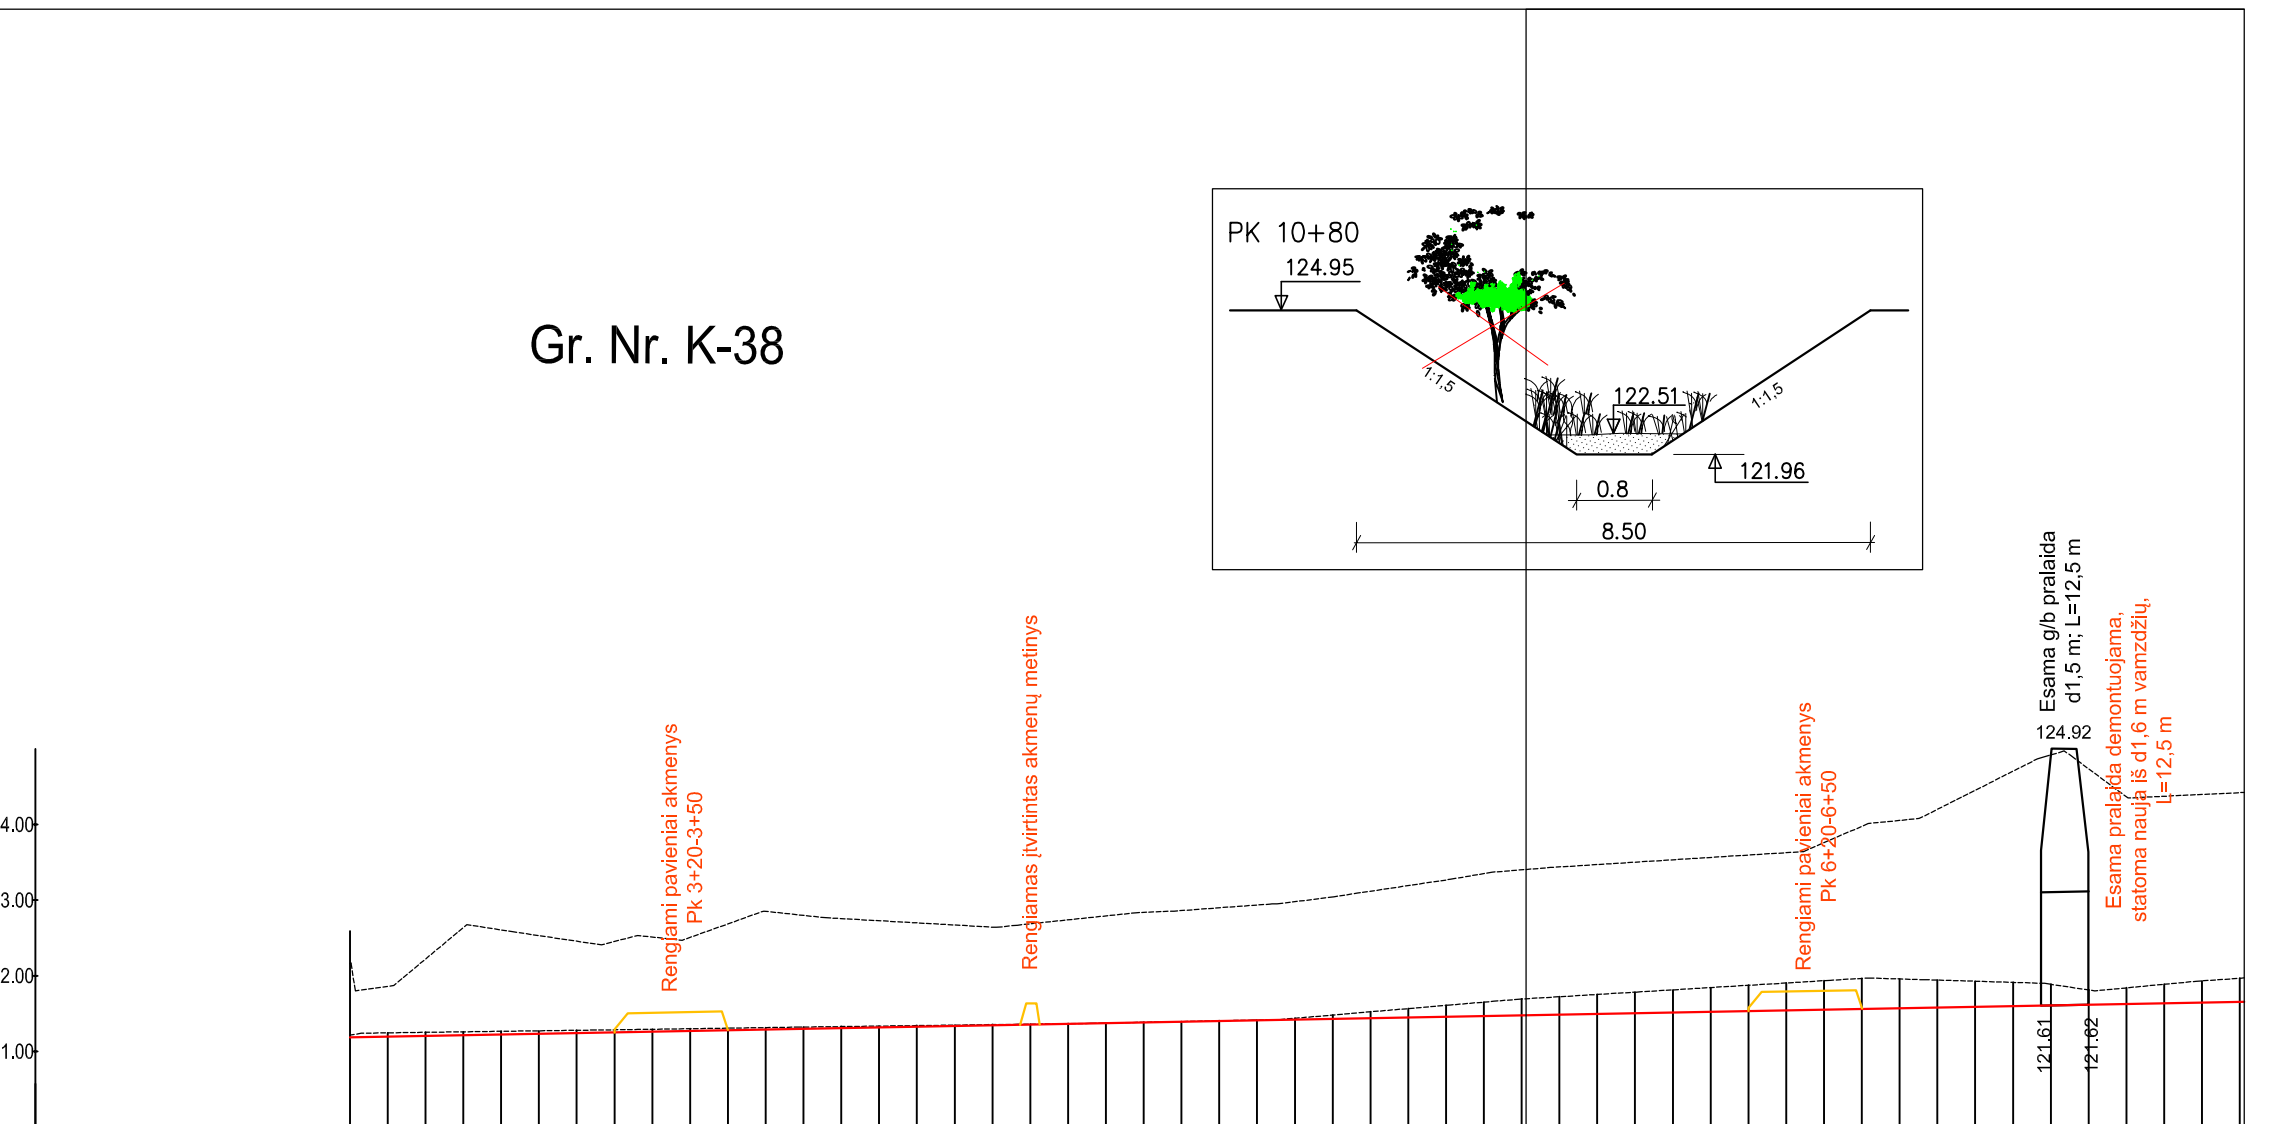 PK 10+80
124.95
Gr. Nr. K-38
1:1,5
122.51
1:1,5
121.96
0.8
8.50
Esama g/b pralaida
d1,5 m; L=12,5 m
124.92
Esama pralaida demontuojama,
statoma nauja iš d1,6 m vamzdžių,
L=12,5 m
Rengiamas įtvirtintas akmenų metinys
Rengiami pavieniai akmenys
Pk 3+20-3+50
Rengiami pavieniai akmenys
Pk 6+20-6+50
4.00
3.00
2.00
1.00
121.61
121.62